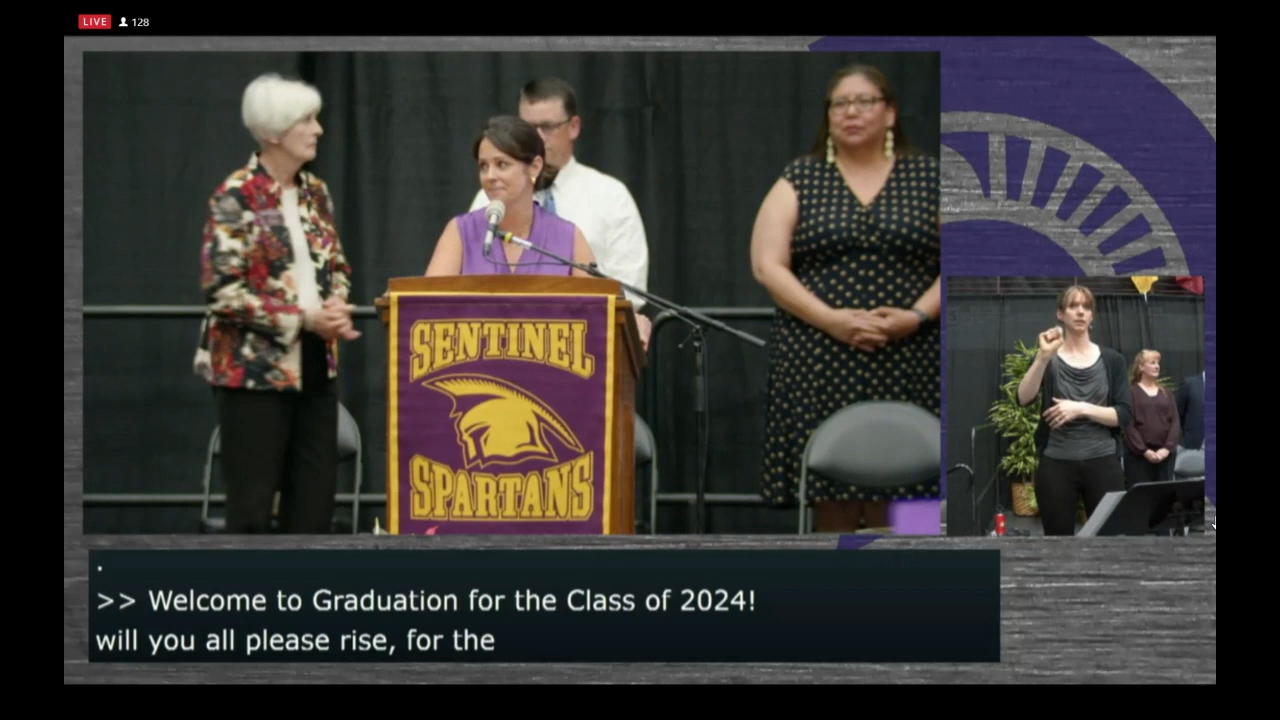 LIVE 128
SENTINEL
SPARTANS
.
>> Welcome to Graduation for the Class of 2024!
will you all please rise, for the